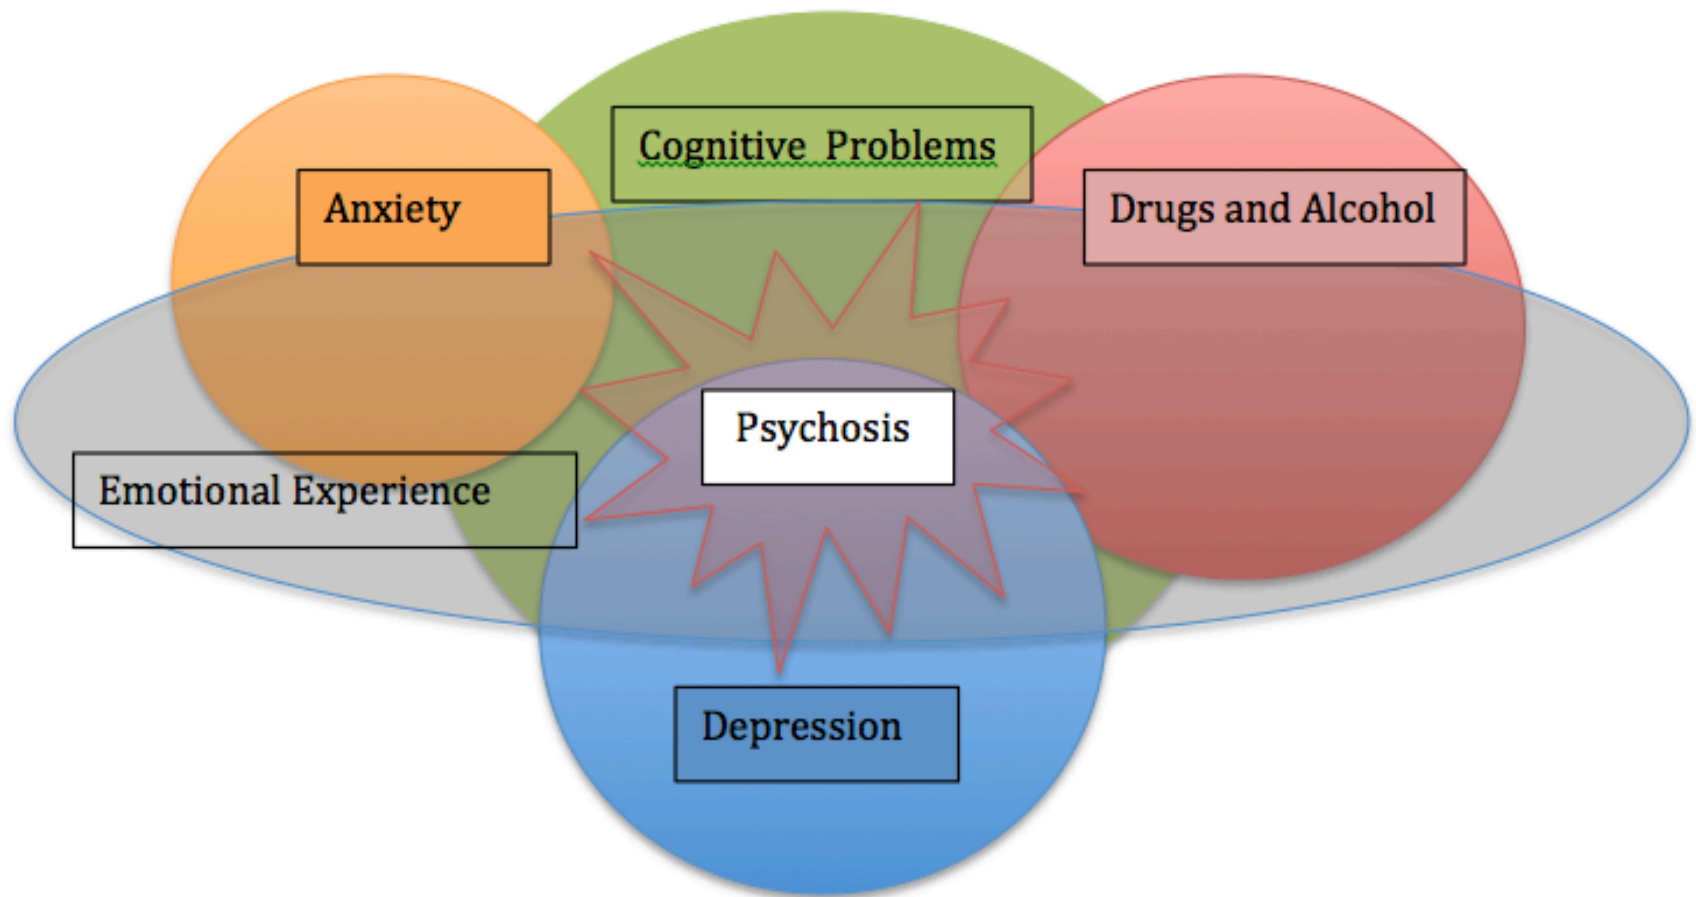 Cognitive Problems
Anxiety
Drugs and Alcohol
Psychosis
Emotional Experience
Depression